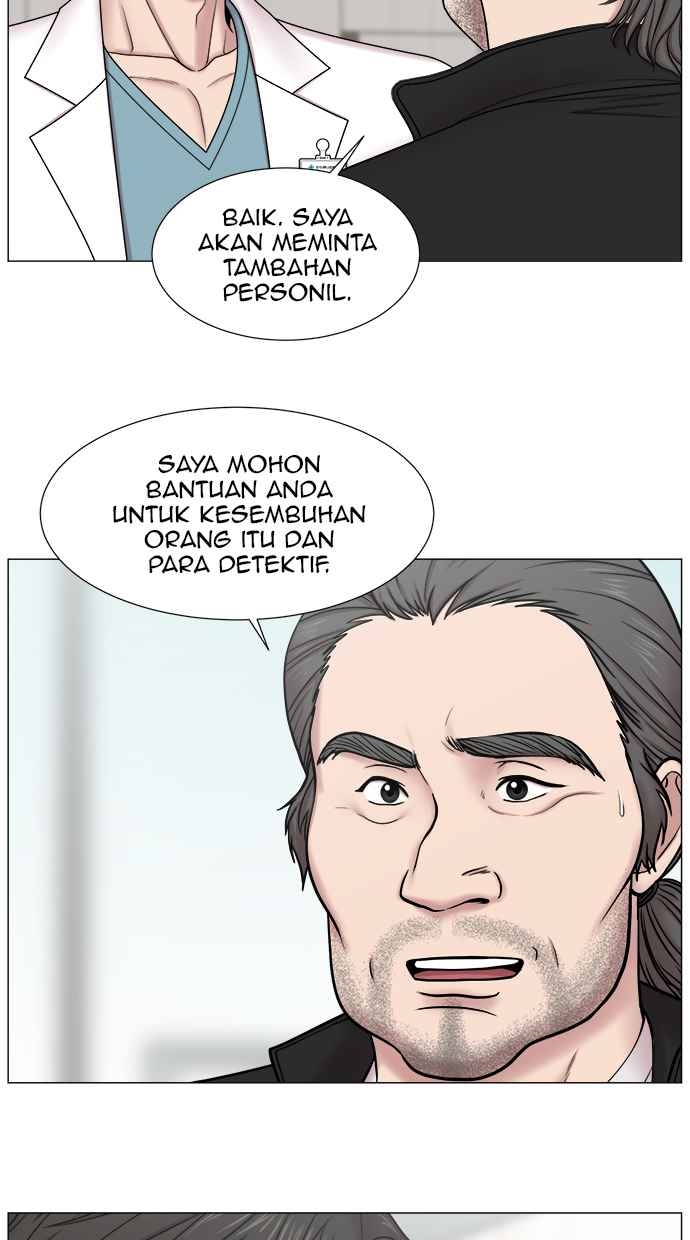 BAIK, SAYA
AKAN MEMINTA
TAMBAHAN
PERSONIL.
SAYA MOHON
BANTUAN ANDA
UNTUK KESEMBUHAN
ORANG ITU DAN
PARA DETEKTIF.